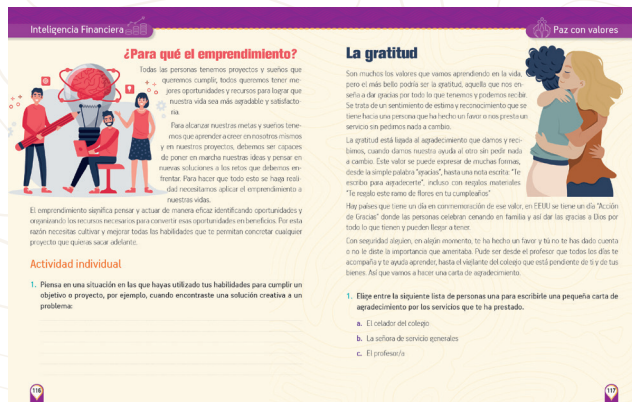 Inteligencia Financiera
¿Para qué el emprendimiento?
Todas las personas tenemos proyectos y sueños que
queremos cumplir, todos queremos tener me-
jores oportunidades y recursos para lograr que
nuestra vida sea más agradable y satisfacto-
ria.
Para alcanzar nuestras metas y sueños tene-
mos que aprender a creer en nosotros mismos
y en nuestros proyectos, debemos ser capaces
de poner en marcha nuestras ideas y pensar en
nuevas soluciones a los retos que debemos en-
frentar. Para hacer que todo esto se haga reali-
dad necesitamos aplicar el emprendimiento a
nuestras vidas.
El emprendimiento significa pensar y actuar de manera eficaz identificando oportunidades y
organizando los recursos necesarios para convertir esas oportunidades en beneficios. Por esta
razón necesitas cultivar y mejorar todas las habilidades que te permitan concretar cualquier
proyecto que quieras sacar adelante.
Actividad individual
1. Piensa en una situación en las que hayas utilizado tus habilidades para cumplir un
objetivo o proyecto, por ejemplo, cuando encontraste una solución creativa a un
problema:
116
Paz con valores
La gratitud
Son muchos los valores que vamos aprendiendo en la vida,
pero el más bello podría ser la gratitud, aquella que nos en-
seña a dar gracias por todo lo que tenemos y podemos recibir.
Se trata de un sentimiento de estima y reconocimiento que se
tiene hacia una persona que ha hecho un favor o nos presta un
servicio sin pedirnos nada a cambio.
La gratitud está ligada al agradecimiento que damos y reci-
bimos, cuando damos nuestra ayuda al otro sin pedir nada
a cambio. Este valor se puede expresar de muchas formas,
desde la simple palabra "gracias", hasta una nota escrita: "Te
escribo para agradecerte", incluso con regalos materiales
"Te regalo este ramo de flores en tu cumpleaños"
Hay países que tiene un día en conmemoración de ese valor, en EEUU se tiene un día "Acción
de Gracias" donde las personas celebran cenando en familia y así dar las gracias a Dios por
todo lo que tienen y pueden llegar a tener.
Con seguridad alguien, en algún momento, te ha hecho un favor y tú no te has dado cuenta
o no le diste la importancia que ameritaba. Pude ser desde el profesor que todos los días te
acompaña y te ayuda aprender, hasta el vigilante del colegio que está pendiente de ti y de tus
bienes. Así que vamos a hacer una carta de agradecimiento.
1. Elige entre la siguiente lista de personas una para escribirle una pequeña carta de
agradecimiento por los servicios que te ha prestado.
a. El celador del colegio
b. La señora de servicio generales
c. El profesor/a
117